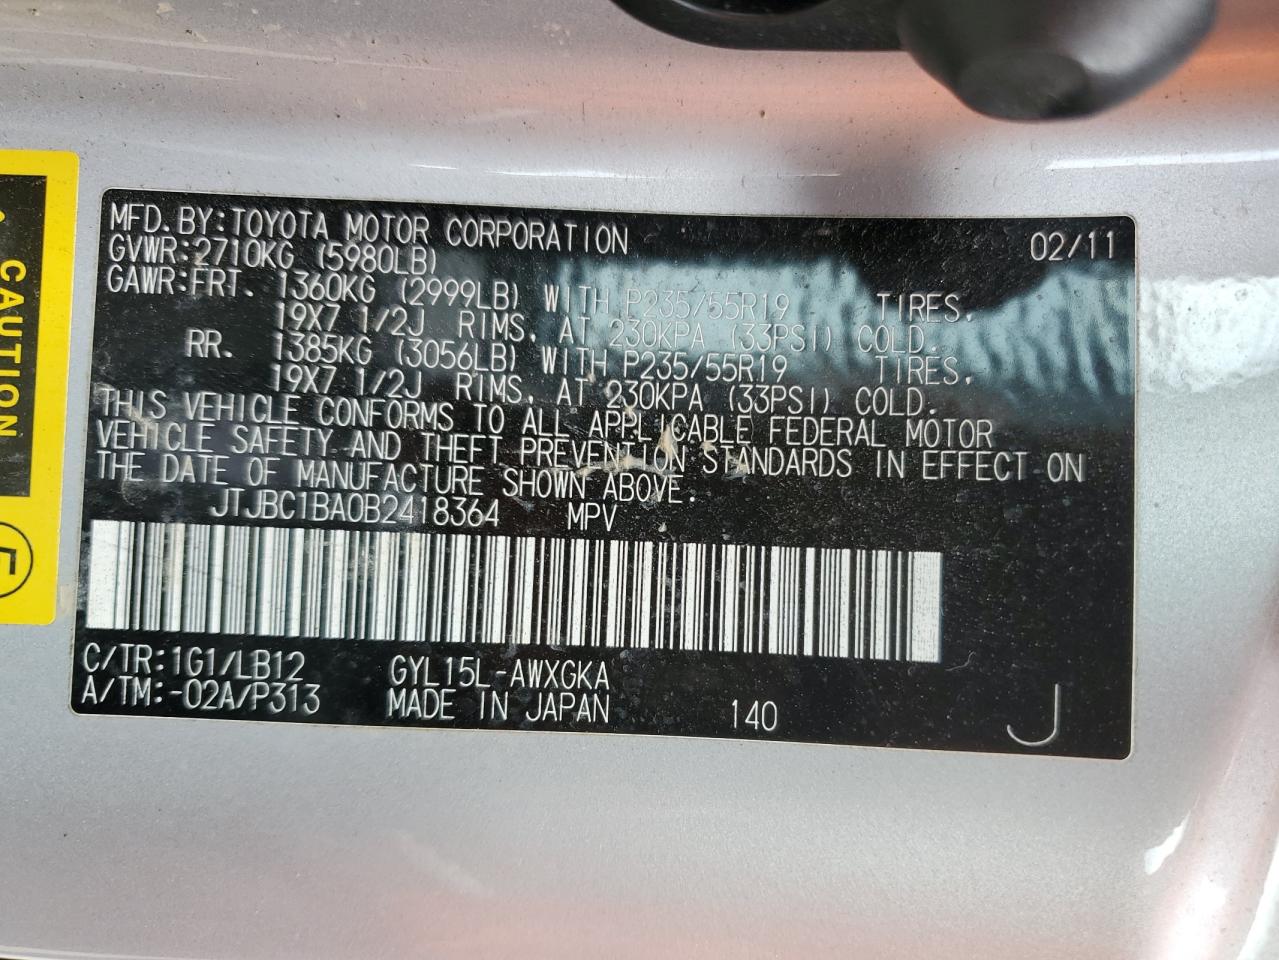 MFD.BY:TOYOTA MOTOR CORPORATION 02/11
GVWR:2710KG (5980LB)
GAWR:FRT. 1360KG (2999LB) WITH P235/55R19 TIRES,
19X7 1/2J RIMS, AT 230KPA (33PSI) COLD.
RR. 1385KG (3056LB) WITH P235/55R19 TIRES,
19X7 1/2J RIMS, AT 230KPA (33PSI) COLD.
THIS VEHICLE CONFORMS TO ALL APPLICABLE FEDERAL MOTOR
VEHICLE SAFETY AND THEFT PREVENTION STANDARDS IN EFFECT ON
THE DATE OF MANUFACTURE SHOWN ABOVE.
JTJBC1BA0B2418364 MPV
C/TR:1G1/LB12 GYL15L-AWXGKA
A/TM:-02A/P313 MADE IN JAPAN 140 J
CAUTION